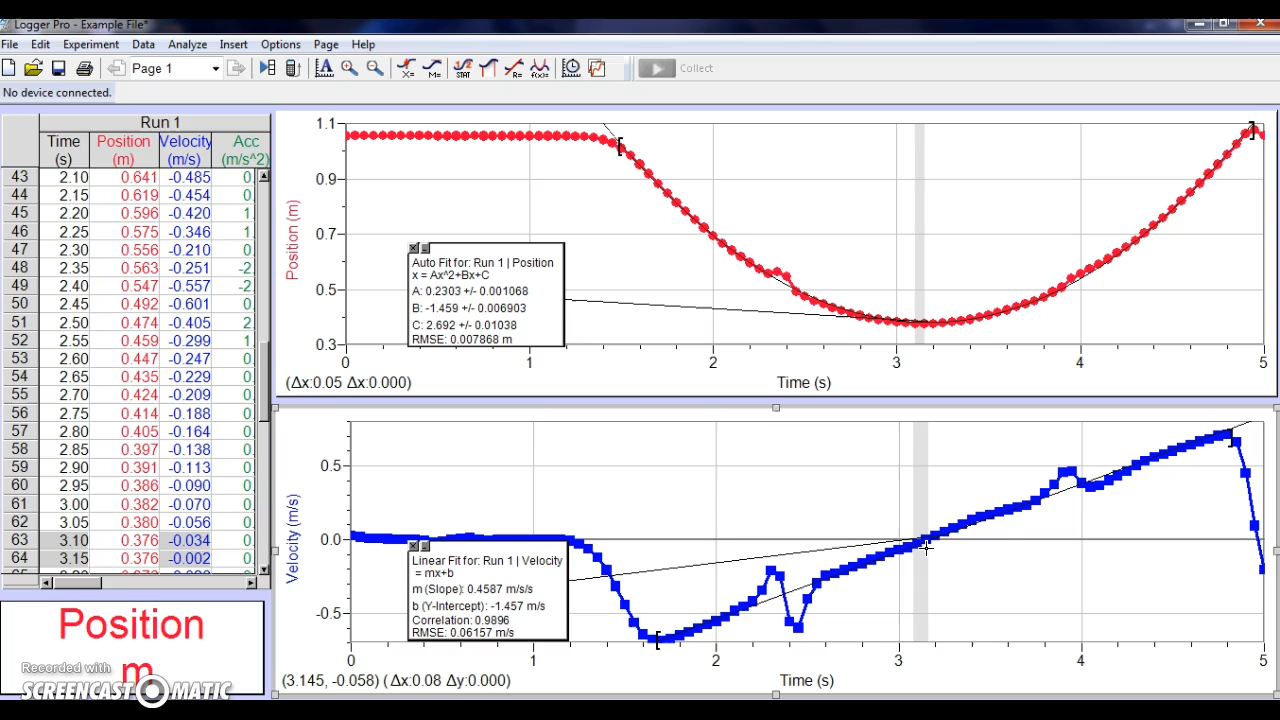 Logger Pro - Example File*
File Edit Experiment Data Analyze Insert Options Page Help
Page 1 Collect
No device connected.
Run 1
Time Position Velocity Acc
(s) (m) (m/s) (m/s^2)
43 2.10 0.641 -0.485 0.
44 2.15 0.619 -0.454 0.
45 2.20 0.596 -0.420 1.
46 2.25 0.575 -0.346 1.
47 2.30 0.556 -0.210 0.
48 2.35 0.563 -0.251 -2.
49 2.40 0.547 -0.557 -2.
50 2.45 0.492 -0.601 0.
51 2.50 0.474 -0.405 2.
52 2.55 0.459 -0.299 1.
53 2.60 0.447 -0.247 0.
54 2.65 0.435 -0.229 0.
55 2.70 0.424 -0.209 0.
56 2.75 0.414 -0.188 0.
57 2.80 0.405 -0.164 0.
58 2.85 0.397 -0.138 0.
59 2.90 0.391 -0.113 0.
60 2.95 0.386 -0.090 0.
61 3.00 0.382 -0.070 0.
62 3.05 0.380 -0.056 0.
63 3.10 0.376 -0.034 0.
64 3.15 0.376 -0.002 0.
Position
m
Recorded with
SCREENCAST-O-MATIC
1.1
0.9
0.7
0.5
0.3
Position (m)
Auto Fit for: Run 1 | Position
x = Ax^2+Bx+C
A: 0.2303 +/- 0.001068
B: -1.459 +/- 0.006903
C: 2.692 +/- 0.01038
RMSE: 0.007868 m
0 1 2 3 4 5
(Δx:0.05 Δx:0.000) Time (s)
0.5
0.0
-0.5
Velocity (m/s)
Linear Fit for: Run 1 | Velocity
= mx+b
m (Slope): 0.4587 m/s/s
b (Y-Intercept): -1.457 m/s
Correlation: 0.9896
RMSE: 0.06157 m/s
0 1 2 3 4 5
(3.145, -0.058) (Δx:0.08 Δy:0.000) Time (s)